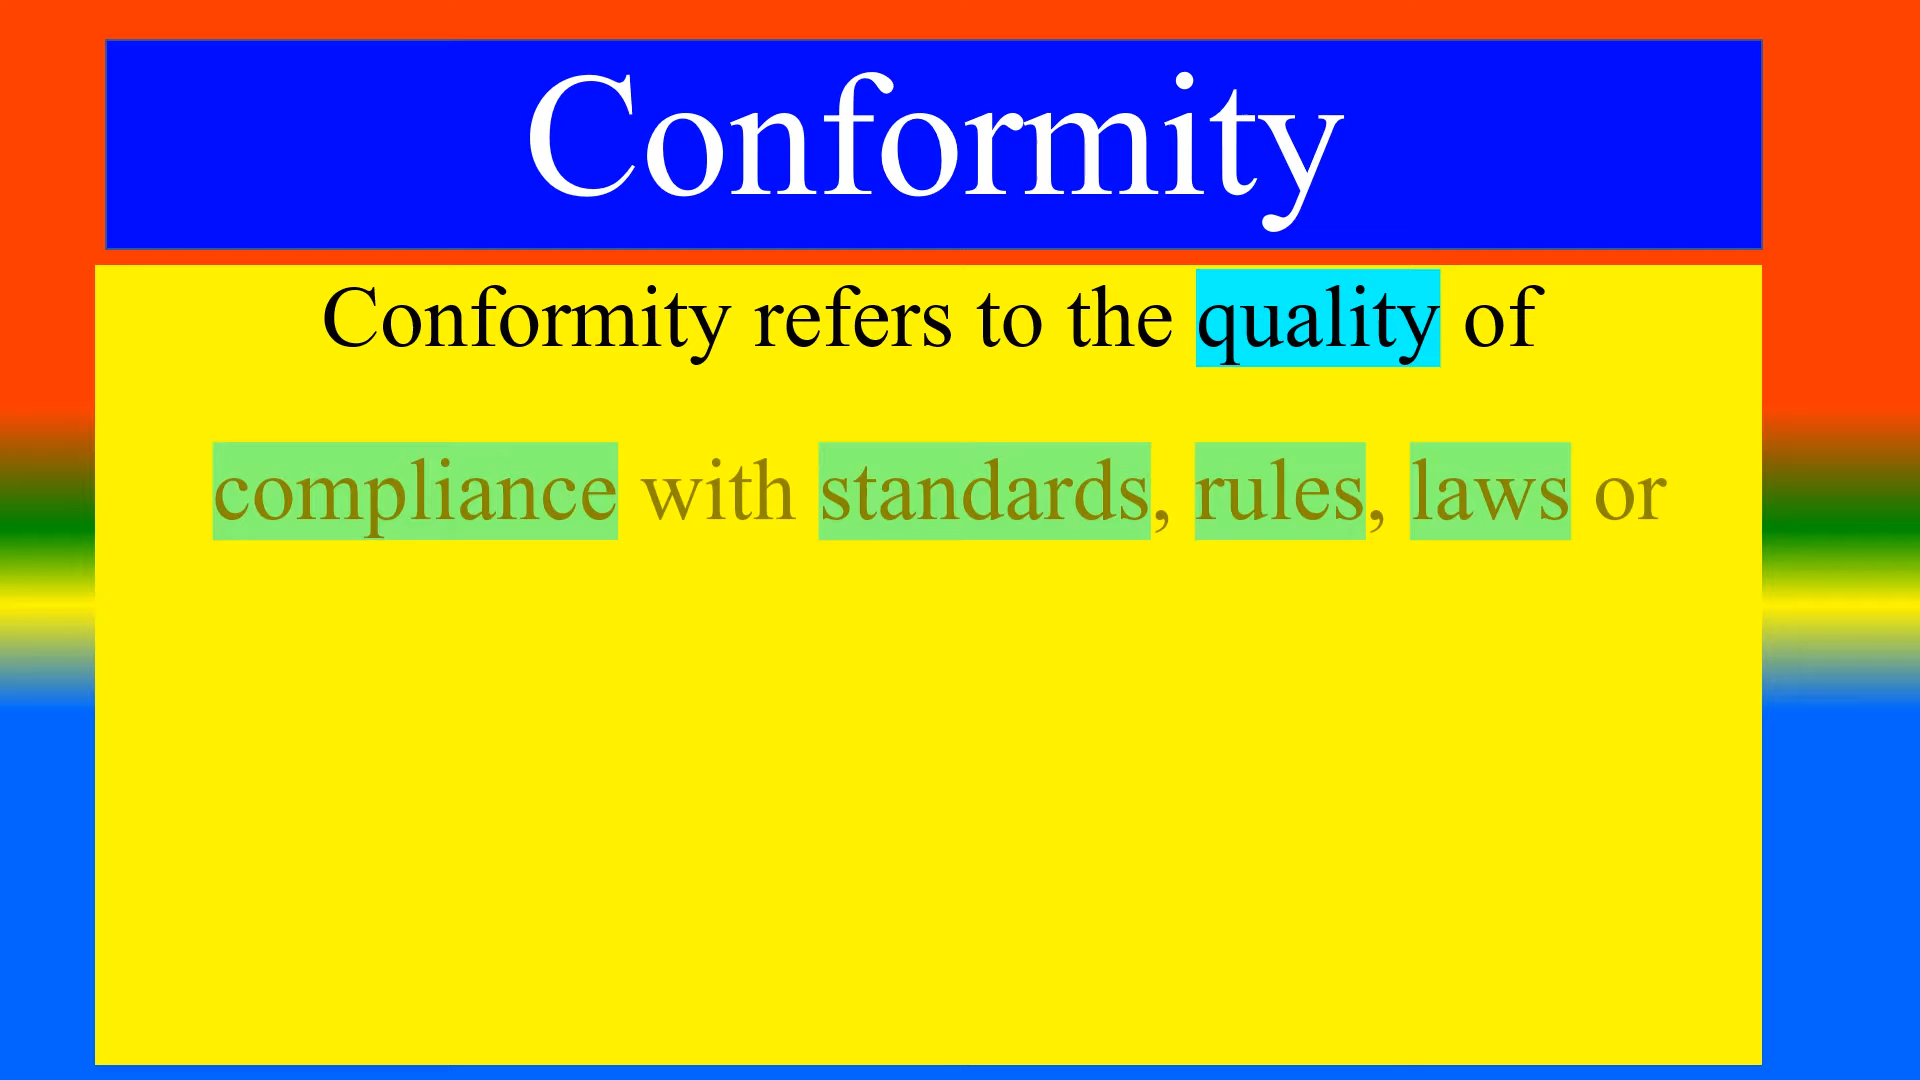 Conformity
Conformity refers to the quality of
compliance with standards, rules, laws or